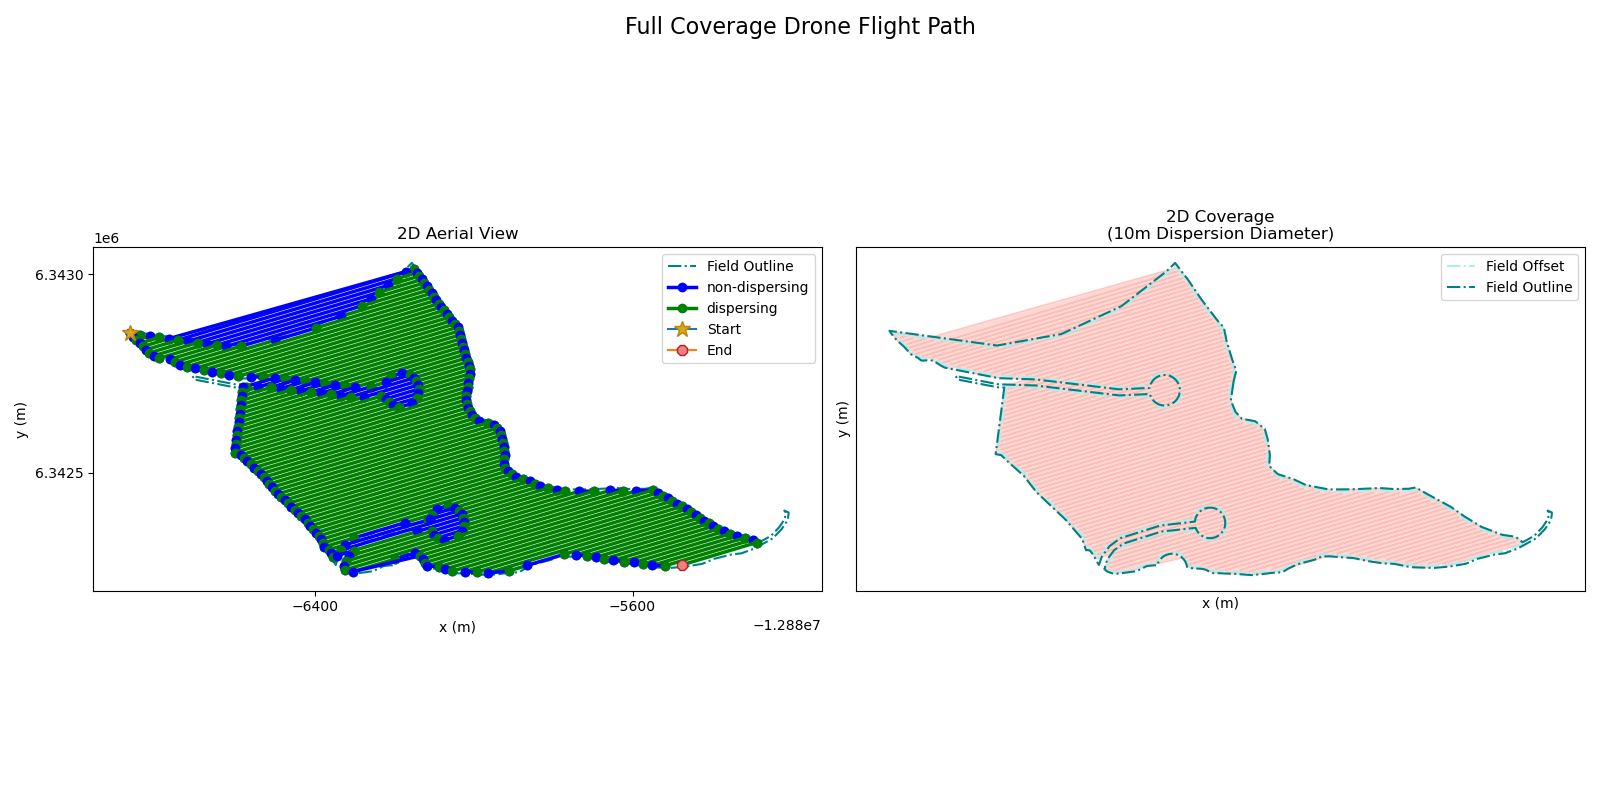 Full Coverage Drone Flight Path
2D Aerial View
1e6
6.3430
6.3425
y (m)
−6400
−5600
x (m)
−1.288e7
Field Outline
non-dispersing
dispersing
Start
End
2D Coverage
(10m Dispersion Diameter)
y (m)
x (m)
Field Offset
Field Outline